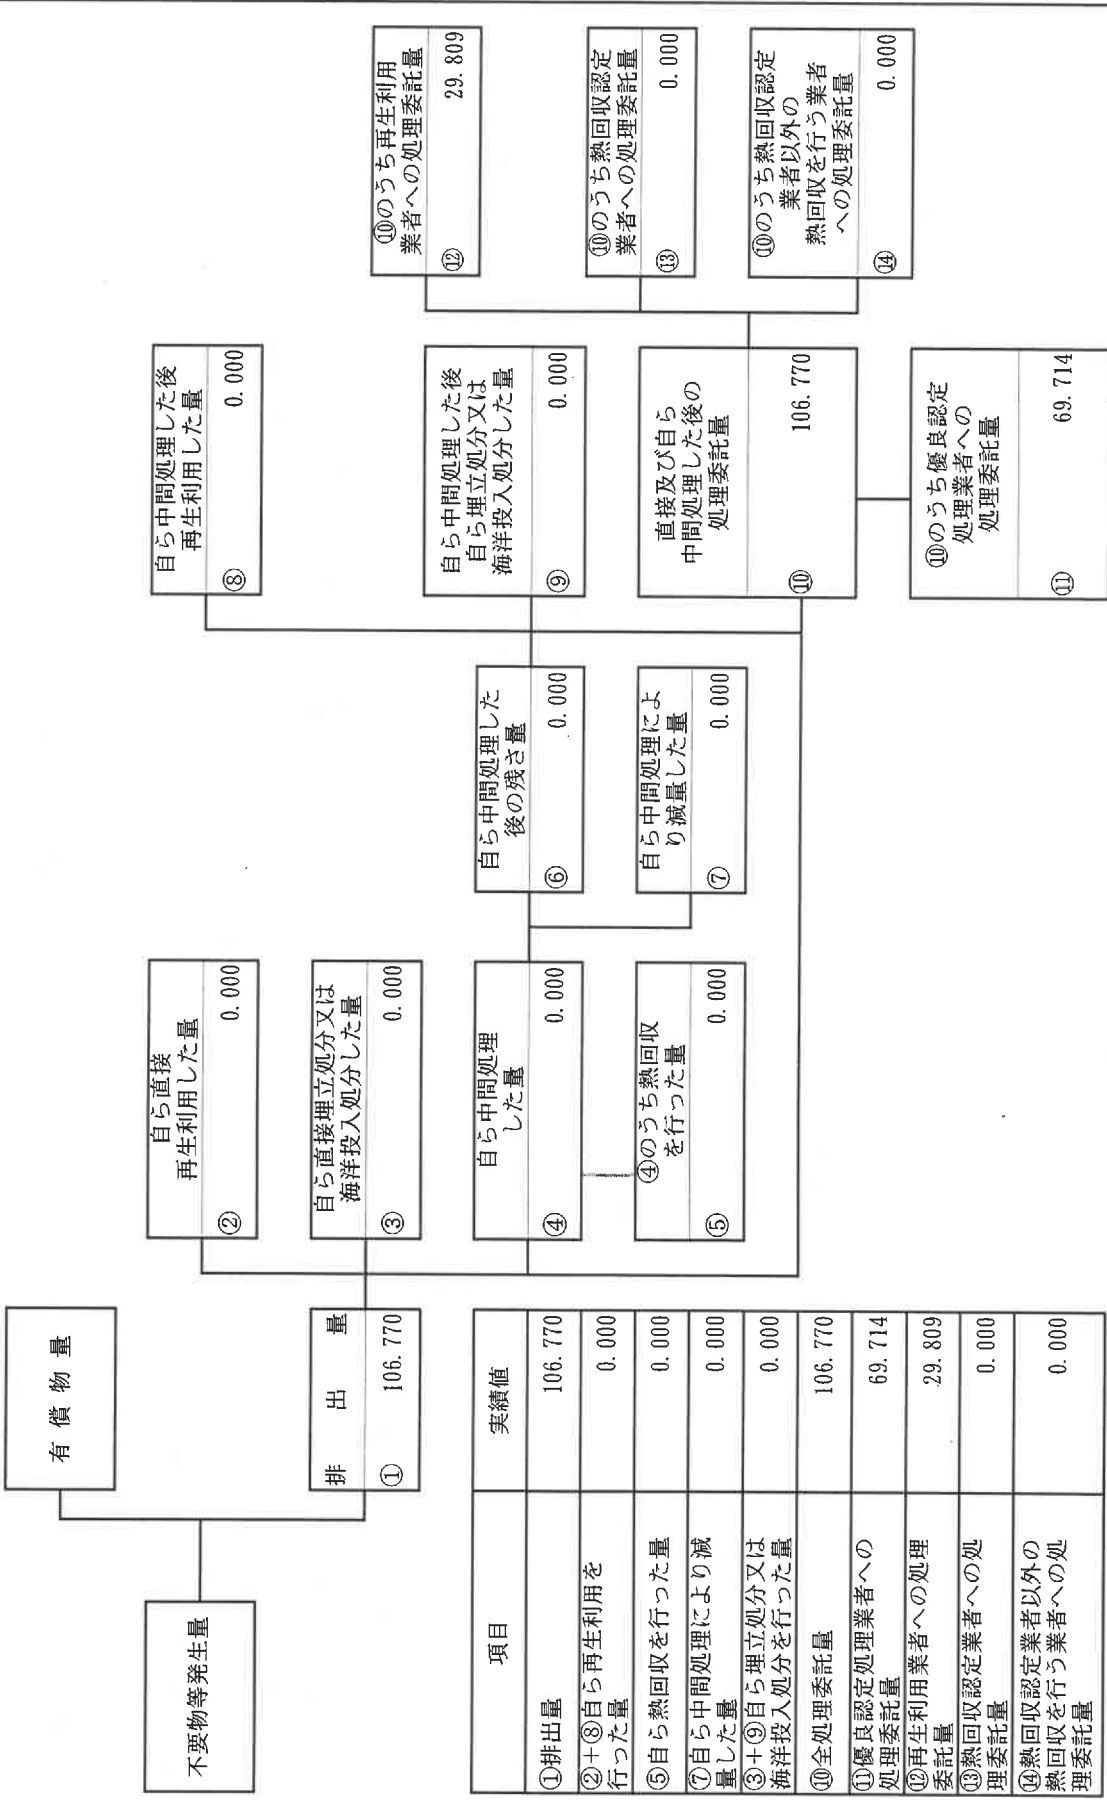 不要物等発生量
有償物量
排出量
① 106.770
自ら直接
再生利用した量
② 0.000
自ら直接埋立処分又は
海洋投入処分した量
③ 0.000
自ら中間処理
した量
④ 0.000
④のうち熱回収
を行った量
⑤ 0.000
自ら中間処理した
後の残さ量
⑥ 0.000
自ら中間処理によ
り減量した量
⑦ 0.000
自ら中間処理した後
再生利用した量
⑧ 0.000
自ら中間処理した後
自ら埋立処分又は
海洋投入処分した量
⑨ 0.000
直接及び自ら
中間処理した後の
処理委託量
⑩ 106.770
⑩のうち優良認定
処理業者への
処理委託量
⑪ 69.714
⑩のうち再生利用
業者への処理委託量
⑫ 29.809
⑩のうち熱回収認定
業者への処理委託量
⑬ 0.000
⑩のうち熱回収認定
業者以外の
熱回収を行う業者
への処理委託量
⑭ 0.000
項目 実績値
①排出量 106.770
②+⑧自ら再生利用を
行った量 0.000
⑤自ら熱回収を行った量 0.000
⑦自ら中間処理により減
量した量 0.000
③+⑨自ら埋立処分又は
海洋投入処分を行った量 0.000
⑩全処理委託量 106.770
⑪優良認定処理業者への
処理委託量 69.714
⑫再生利用業者への処理
委託量 29.809
⑬熱回収認定業者への処
理委託量 0.000
⑭熱回収認定業者以外の
熱回収を行う業者への処
理委託量 0.000